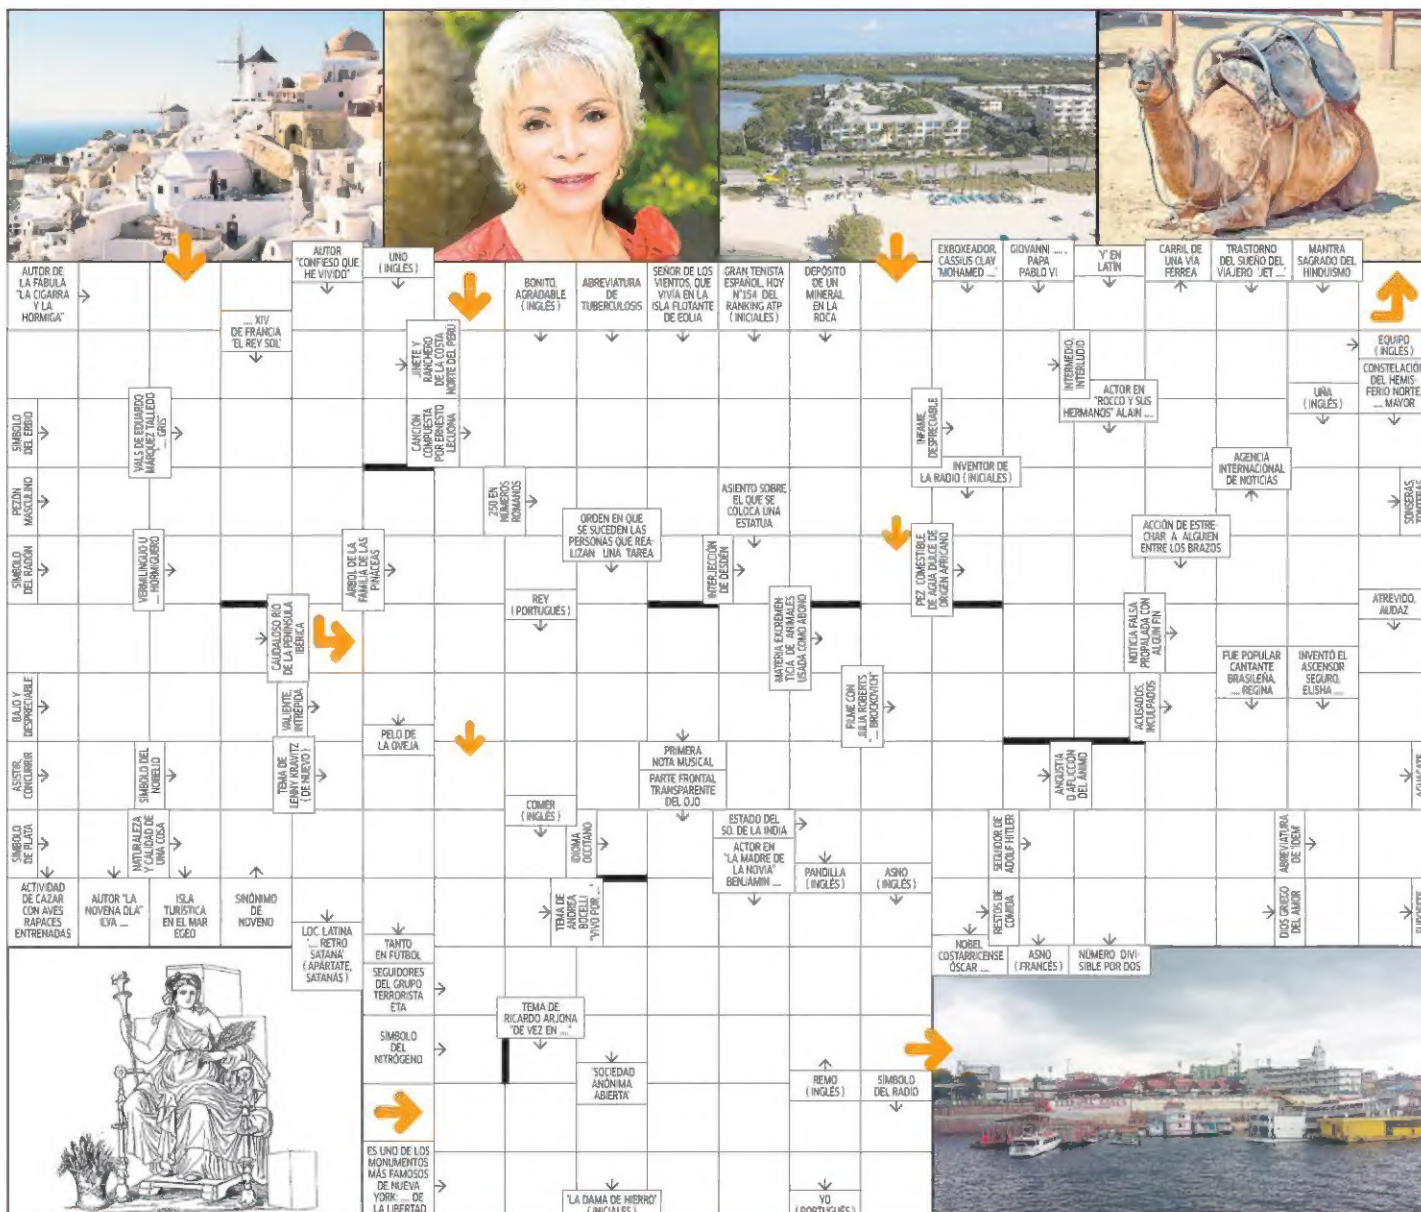 AUTOR DE
LA FÁBULA
"LA CIGARRA
Y LA
HORMIGA"
.... XIV
DE FRANCIA
"EL REY SOL"
AUTOR
"CONFIESO QUE
HE VIVIDO"
UNO
(INGLÉS)
JINETE Y
RANCHERO
DE LA COSTA
NORTE DEL PERÚ
BONITO,
AGRADABLE
(INGLÉS)
ABREVIATURA
DE
TUBERCULOSIS
SEÑOR DE LOS
VIENTOS, QUE
VIVÍA EN LA
ISLA FLOTANTE
DE EOLIA
GRAN TENISTA
ESPAÑOL, HOY
N°154 DEL
RANKING ATP
(INICIALES)
DEPÓSITO
DE UN
MINERAL
EN LA
ROCA
EXBOXEADOR,
CASSIUS CLAY
"MOHAMED ...."
GIOVANNI ....,
PAPA
PABLO VI
"Y" EN
LATÍN
CARRIL DE
UNA VÍA
FÉRREA
TRASTORNO
DEL SUEÑO DEL
VIAJERO "JET ...."
MANTRA
SAGRADO DEL
HINDUISMO
INTERMEDIO,
INTERLUDIO
EQUIPO
(INGLÉS)
CONSTELACIÓN
DEL HEMIS-
FERIO NORTE
.... MAYOR
UÑA
(INGLÉS)
ACTOR EN
"ROCCO Y SUS
HERMANOS" ALAIN ....
SÍMBOLO
DEL ERBIO
VALS DE EDUARDO
MÁRQUEZ TALLEDO
".... GRIS"
CANCIÓN
COMPUESTA
POR ERNESTO
LECUONA
INFAME,
DESPRECIABLE
INVENTOR DE
LA RADIO (INICIALES)
AGENCIA
INTERNACIONAL
DE NOTICIAS
PEZÓN
MASCULINO
250 EN
NÚMEROS
ROMANOS
ASIENTO SOBRE
EL QUE SE
COLOCA UNA
ESTATUA
SONSERAS,
ORDEN EN QUE
SE SUCEDEN LAS
PERSONAS QUE REA-
LIZAN UNA TAREA
ACCIÓN DE ESTRE-
CHAR A ALGUIEN
ENTRE LOS BRAZOS
SÍMBOLO
DEL RADÓN
VERMILINGUO U
.... HORMIGUERO
ÁRBOL DE LA
FAMILIA DE LAS
PINÁCEAS
INTERJECCIÓN
DE DESDÉN
PEZ COMESTIBLE
DE AGUA DULCE DE
ORIGEN AFRICANO
CAUDALOSO RÍO
DE LA PENÍNSULA
IBÉRICA
REY
(PORTUGUÉS)
MATERIA EXCREMEN-
TICIA DE ANIMALES
USADA COMO ABONO
NOTICIA FALSA
PROPALADA CON
ALGÚN FIN
ATREVIDO,
AUDAZ
FUE POPULAR
CANTANTE
BRASILEÑA,
.... REGINA
INVENTÓ EL
ASCENSOR
SEGURO,
ELISHA ....
BAJO Y
DESPRECIABLE
VALIENTE,
INTRÉPIDA
FILME CON
JULIA ROBERTS
".... BROCKOVICH"
ACUSADOS,
INCULPADOS
PELO DE
LA OVEJA
ASISTIR,
CONCURRIR
SÍMBOLO DEL
NOBELIO
TEMA DE
LENNY KRAVITZ
(DE NUEVO)
PRIMERA
NOTA MUSICAL
PARTE FRONTAL
TRANSPARENTE
DEL OJO
ANGUSTIA
O AFLICCIÓN
DEL ÁNIMO
AGUACATE
COMER
(INGLÉS)
SÍMBOLO
DE PLATA
NATURALEZA
Y CALIDAD DE
UNA COSA
IDIOMA
OCCITANO
ESTADO DEL
SO. DE LA INDIA
ACTOR EN
"LA MADRE DE
LA NOVIA"
BENJAMIN ....
PANDILLA
(INGLÉS)
ASNO
(INGLÉS)
SEGUIDOR DE
ADOLF HITLER
ABREVIATURA
DE "IDEM"
ACTIVIDAD
DE CAZAR
CON AVES
RAPACES
ENTRENADAS
AUTOR "LA
NOVENA OLA"
ILYA ....
ISLA
TURÍSTICA
EN EL MAR
EGEO
SINÓNIMO
DE
NOVENO
LOC. LATINA
".... RETRO
SATANA"
(APÁRTATE,
SATANÁS)
TEMA DE
ANDREA
BOCELLI
"VIVO POR, ..."
RESTOS DE
COMIDA
DIOS GRIEGO
DEL AMOR
SUDOESTE
TANTO
EN FÚTBOL
SEGUIDORES
DEL GRUPO
TERRORISTA
ETA
NOBEL
COSTARRICENSE
ÓSCAR ....
ASNO
(FRANCÉS)
NÚMERO DIVI-
SIBLE POR DOS
TEMA DE
RICARDO ARJONA
"DE VEZ EN ...."
SÍMBOLO
DEL
NITRÓGENO
"SOCIEDAD
ANÓNIMA
ABIERTA"
REMO
(INGLÉS)
SÍMBOLO
DEL RADIO
ES UNO DE LOS
MONUMENTOS
MÁS FAMOSOS
DE NUEVA
YORK: .... DE
LA LIBERTAD
"LA DAMA DE HIERRO"
(INICIALES)
YO
(PORTUGUÉS)